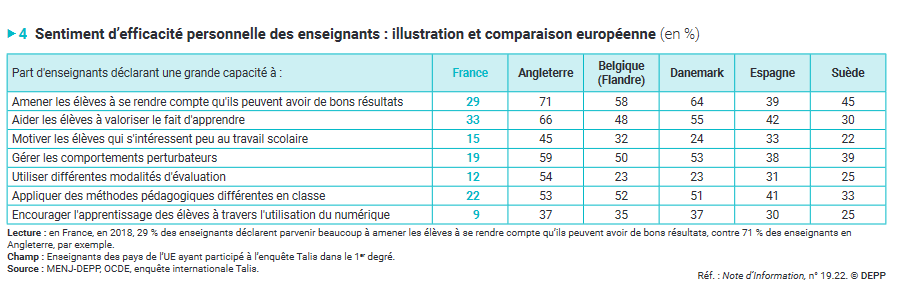 ▶ 4 Sentiment d’efficacité personnelle des enseignants : illustration et comparaison européenne (en %)
Part d'enseignants déclarant une grande capacité à : France Angleterre Belgique (Flandre) Danemark Espagne Suède
Amener les élèves à se rendre compte qu'ils peuvent avoir de bons résultats 29 71 58 64 39 45
Aider les élèves à valoriser le fait d'apprendre 33 66 48 55 42 30
Motiver les élèves qui s'intéressent peu au travail scolaire 15 45 32 24 33 22
Gérer les comportements perturbateurs 19 59 50 53 38 39
Utiliser différentes modalités d'évaluation 12 54 23 23 31 25
Appliquer des méthodes pédagogiques différentes en classe 22 53 52 51 41 33
Encourager l'apprentissage des élèves à travers l'utilisation du numérique 9 37 35 37 30 25
Lecture : en France, en 2018, 29 % des enseignants déclarent parvenir beaucoup à amener les élèves à se rendre compte qu’ils peuvent avoir de bons résultats, contre 71 % des enseignants en
Angleterre, par exemple.
Champ : Enseignants des pays de l’UE ayant participé à l’enquête Talis dans le 1er degré.
Source : MENJ-DEPP, OCDE, enquête internationale Talis.
Réf. : Note d’Information, n° 19.22. © DEPP